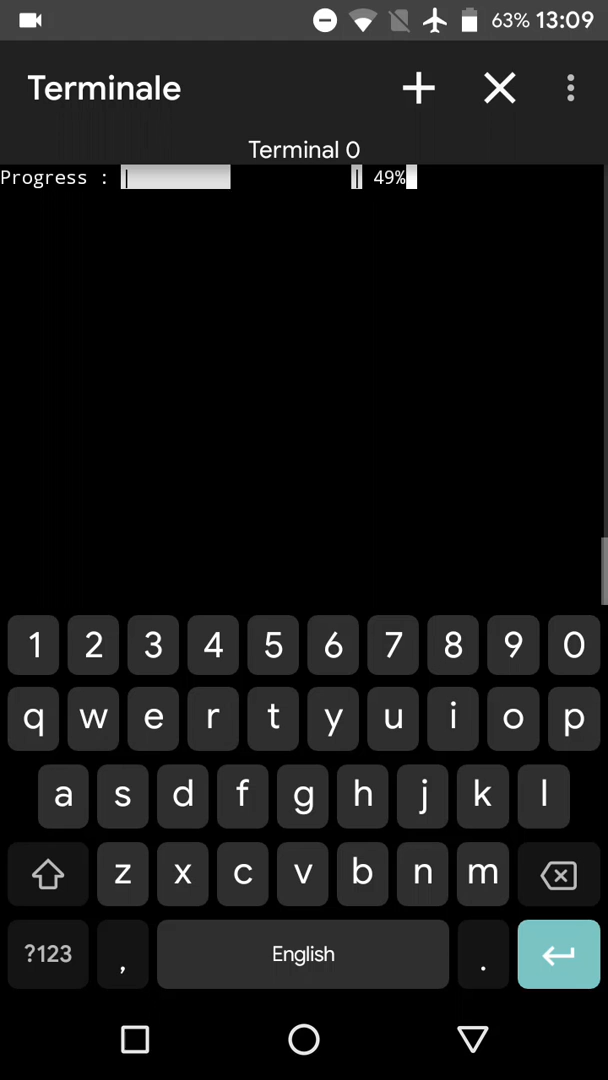 63% 13:09
Terminale
Terminal 0
Progress : | | 49%
1 2 3 4 5 6 7 8 9 0
q w e r t y u i o p
a s d f g h j k l
z x c v b n m
?123 , English .